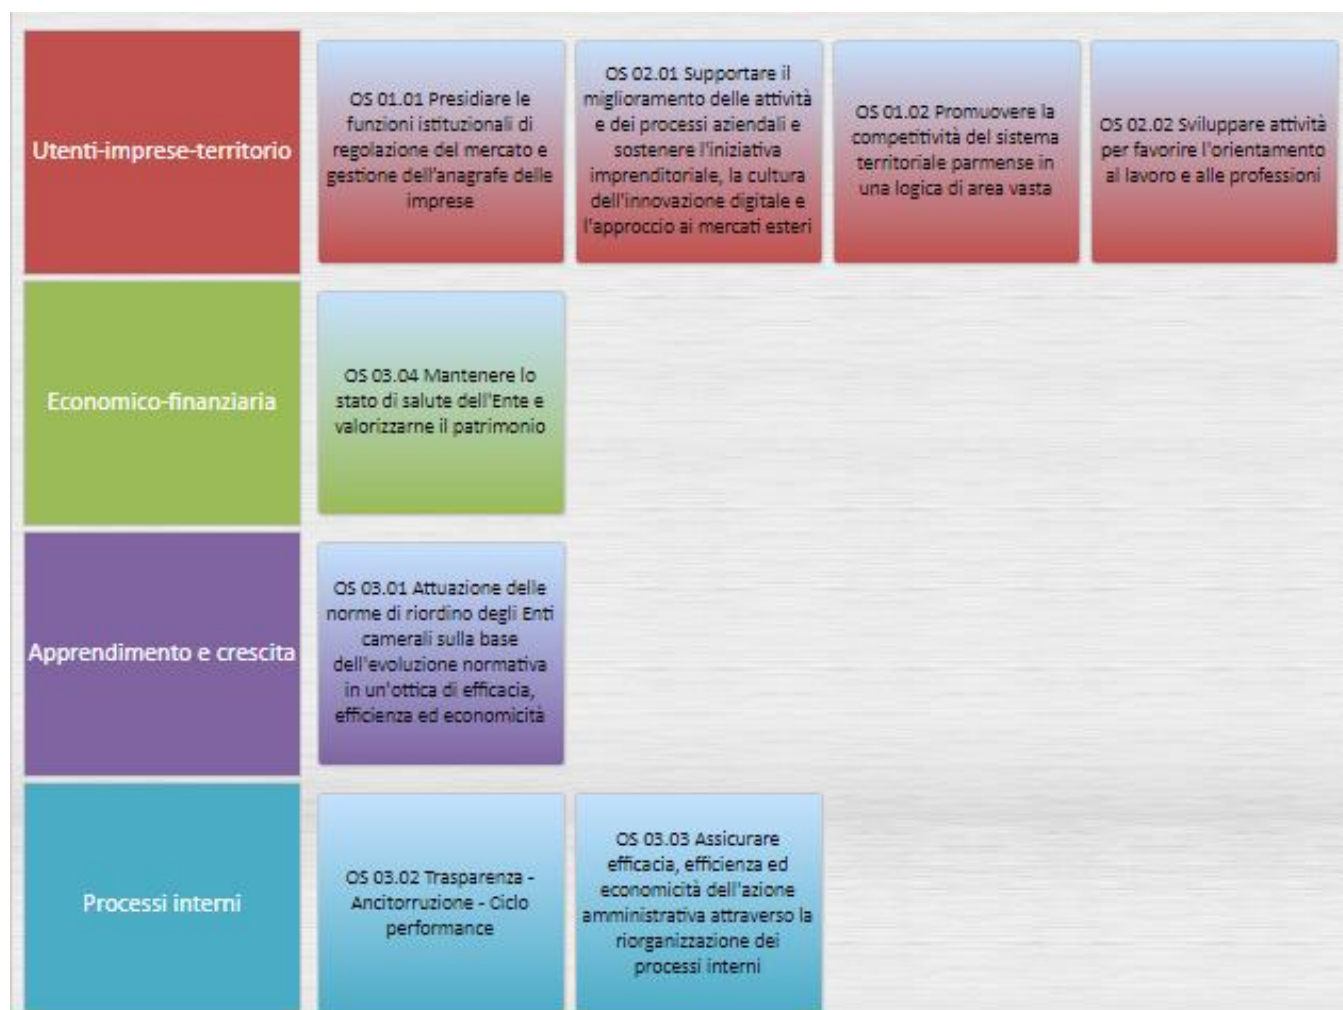 Utenti-imprese-territorio
OS 01.01 Presidiare le
funzioni istituzionali di
regolazione del mercato e
gestione dell'anagrafe delle
imprese
OS 02.01 Supportare il
miglioramento delle attività
e dei processi aziendali e
sostenere l'iniziativa
imprenditoriale, la cultura
dell'innovazione digitale e
l'approccio ai mercati esteri
OS 01.02 Promuovere la
competitività del sistema
territoriale parmense in
una logica di area vasta
OS 02.02 Sviluppare attività
per favorire l'orientamento
al lavoro e alle professioni
Economico-finanziaria
OS 03.04 Mantenere lo
stato di salute dell'Ente e
valorizzarne il patrimonio
Apprendimento e crescita
OS 03.01 Attuazione delle
norme di riordino degli Enti
camerali sulla base
dell'evoluzione normativa
in un'ottica di efficacia,
efficienza ed economicità
Processi interni
OS 03.02 Trasparenza -
Ancitorruzione - Ciclo
performance
OS 03.03 Assicurare
efficacia, efficienza ed
economicità dell'azione
amministrativa attraverso la
riorganizzazione dei
processi interni